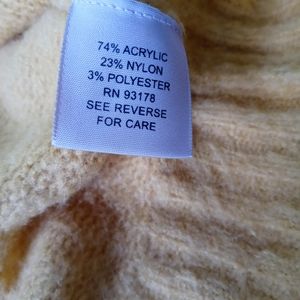 74% ACRYLIC
23% NYLON
3% POLYESTER
RN 93178
SEE REVERSE
FOR CARE